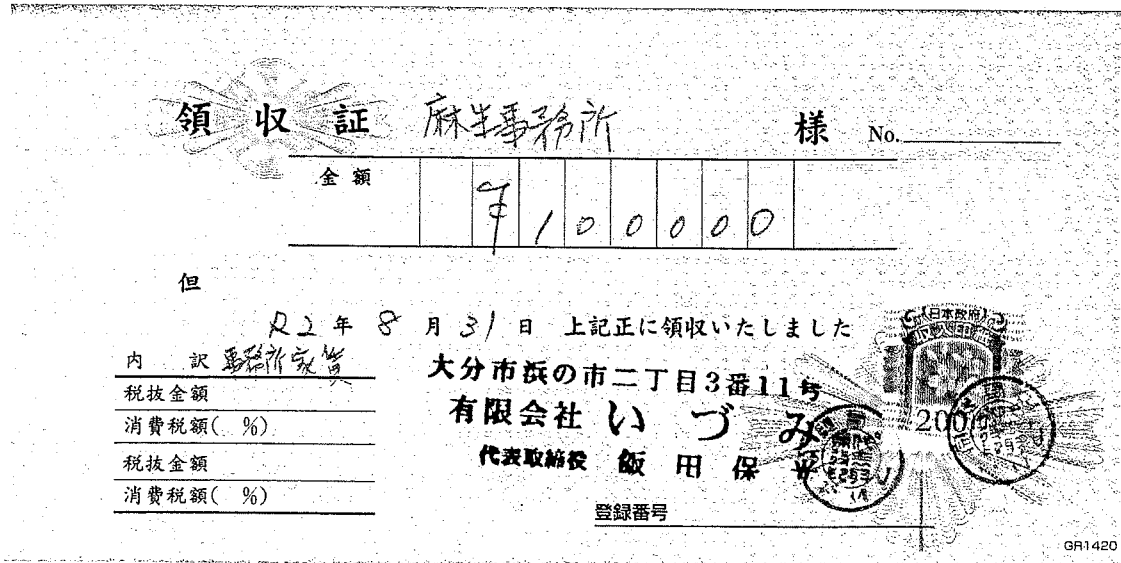 領収証 麻生事務所 様 No.
金額 ¥100000
但
R2年8月31日 上記正に領収いたしました
内訳 事務所家賃
税抜金額
消費税額( %)
税抜金額
消費税額( %)
大分市浜の市二丁目3番11号
有限会社 いづみ
代表取締役 飯田保
登録番号
日本政府
200
GR1420